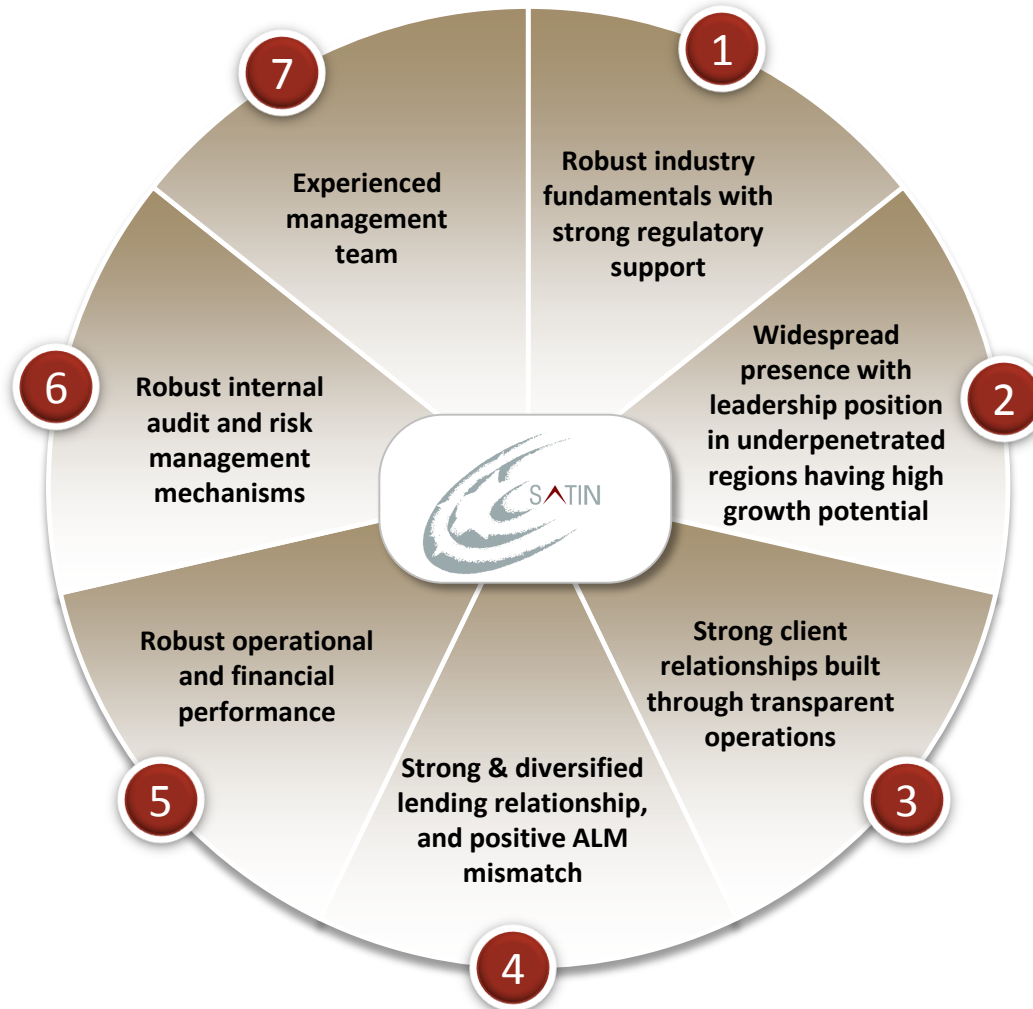 1
Robust industry
fundamentals with
strong regulatory
support
2
Widespread
presence with
leadership position
in underpenetrated
regions having high
growth potential
3
Strong client
relationships built
through transparent
operations
4
Strong & diversified
lending relationship,
and positive ALM
mismatch
5
Robust operational
and financial
performance
6
Robust internal
audit and risk
management
mechanisms
7
Experienced
management
team
SATIN